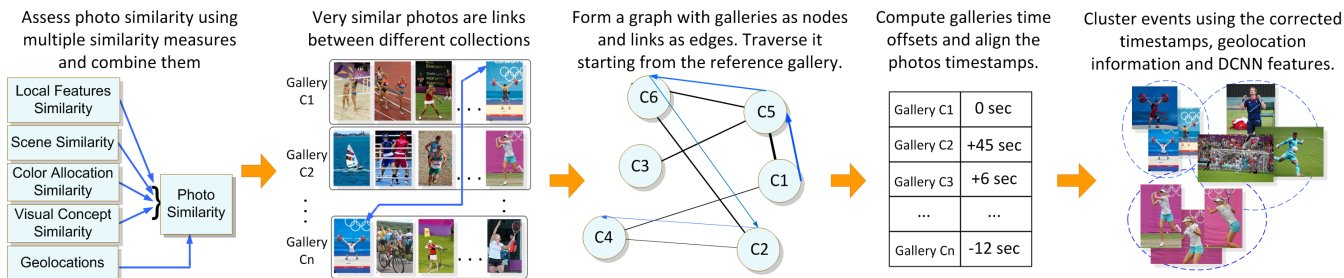 Assess photo similarity using
multiple similarity measures
and combine them
Local Features
Similarity
Scene Similarity
Color Allocation
Similarity
Visual Concept
Similarity
Geolocations
}
Photo
Similarity
Very similar photos are links
between different collections
Gallery
C1
. . .
Gallery
C2
. . .
Gallery
Cn
. . .
Form a graph with galleries as nodes
and links as edges. Traverse it
starting from the reference gallery.
C6
C5
C3
C1
C4
C2
Compute galleries time
offsets and align the
photos timestamps.
Gallery C1 0 sec
Gallery C2 +45 sec
Gallery C3 +6 sec
... ...
Gallery Cn -12 sec
Cluster events using the corrected
timestamps, geolocation
information and DCNN features.